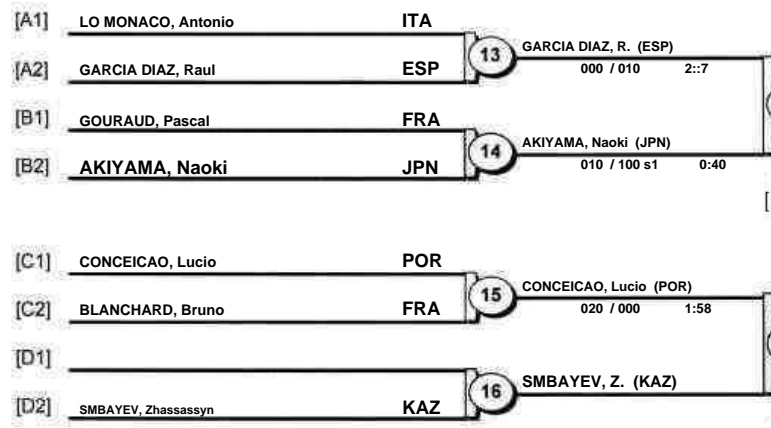 [A1] LO MONACO, Antonio ITA
13 GARCIA DIAZ, R. (ESP)
[A2] GARCIA DIAZ, Raul ESP 000 / 010 2::7
[B1] GOURAUD, Pascal FRA
14 AKIYAMA, Naoki (JPN)
[B2] AKIYAMA, Naoki JPN 010 / 100 s1 0:40
[
[C1] CONCEICAO, Lucio POR
15 CONCEICAO, Lucio (POR)
[C2] BLANCHARD, Bruno FRA 020 / 000 1:58
[D1]
16 SMBAYEV, Z. (KAZ)
[D2] SMBAYEV, Zhassassyn KAZ